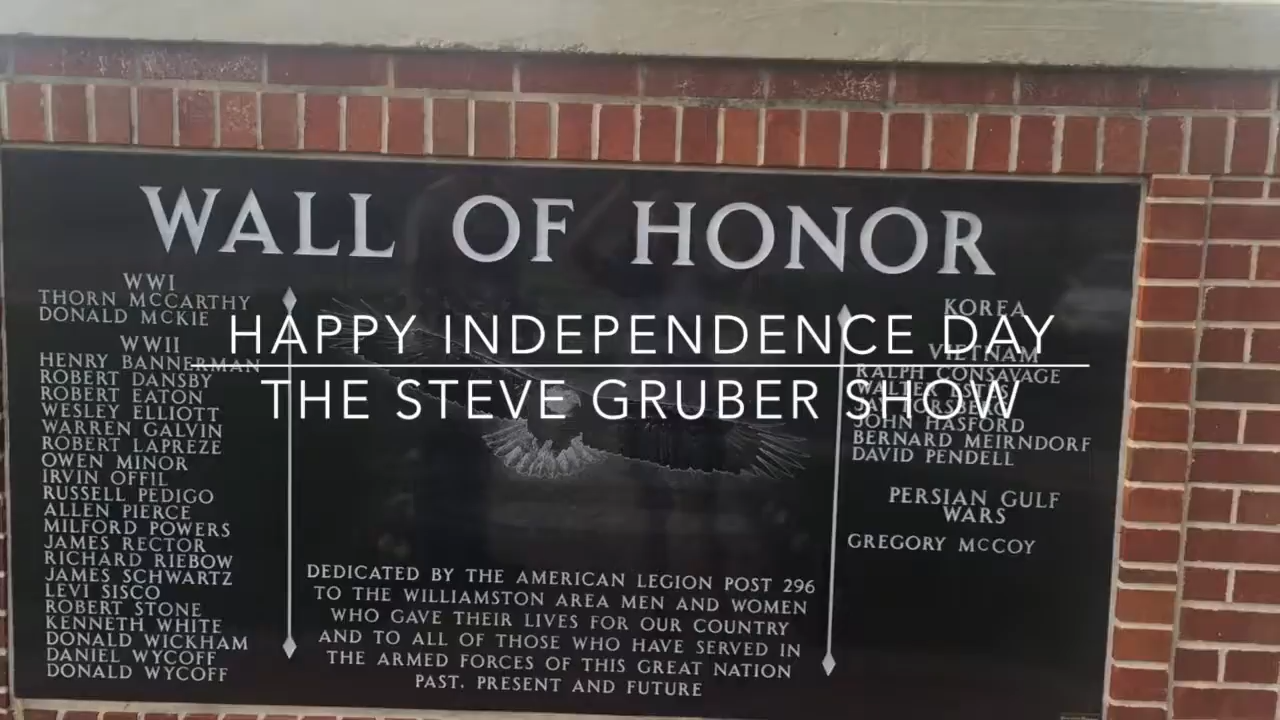 WALL OF HONOR
WWI
THORN MCCARTHY
DONALD MCKIE
WWII
HENRY BANNERMAN
ROBERT DANSBY
ROBERT EATON
WESLEY ELLIOTT
WARREN GALVIN
ROBERT LAPREZE
OWEN MINOR
IRVIN OFFIL
RUSSELL PEDIGO
ALLEN PIERCE
MILFORD POWERS
JAMES RECTOR
RICHARD RIEBOW
JAMES SCHWARTZ
LEVI SISCO
ROBERT STONE
KENNETH WHITE
DONALD WICKHAM
DANIEL WYCOFF
DONALD WYCOFF
HAPPY INDEPENDENCE DAY
THE STEVE GRUBER SHOW
DEDICATED BY THE AMERICAN LEGION POST 296
TO THE WILLIAMSTON AREA MEN AND WOMEN
WHO GAVE THEIR LIVES FOR OUR COUNTRY
AND TO ALL OF THOSE WHO HAVE SERVED IN
THE ARMED FORCES OF THIS GREAT NATION
PAST, PRESENT AND FUTURE
KOREA
VIETNAM
RALPH CONSAVAGE
JOHN HASFORD
BERNARD MEIRNDORF
DAVID PENDELL
PERSIAN GULF
WARS
GREGORY MCCOY